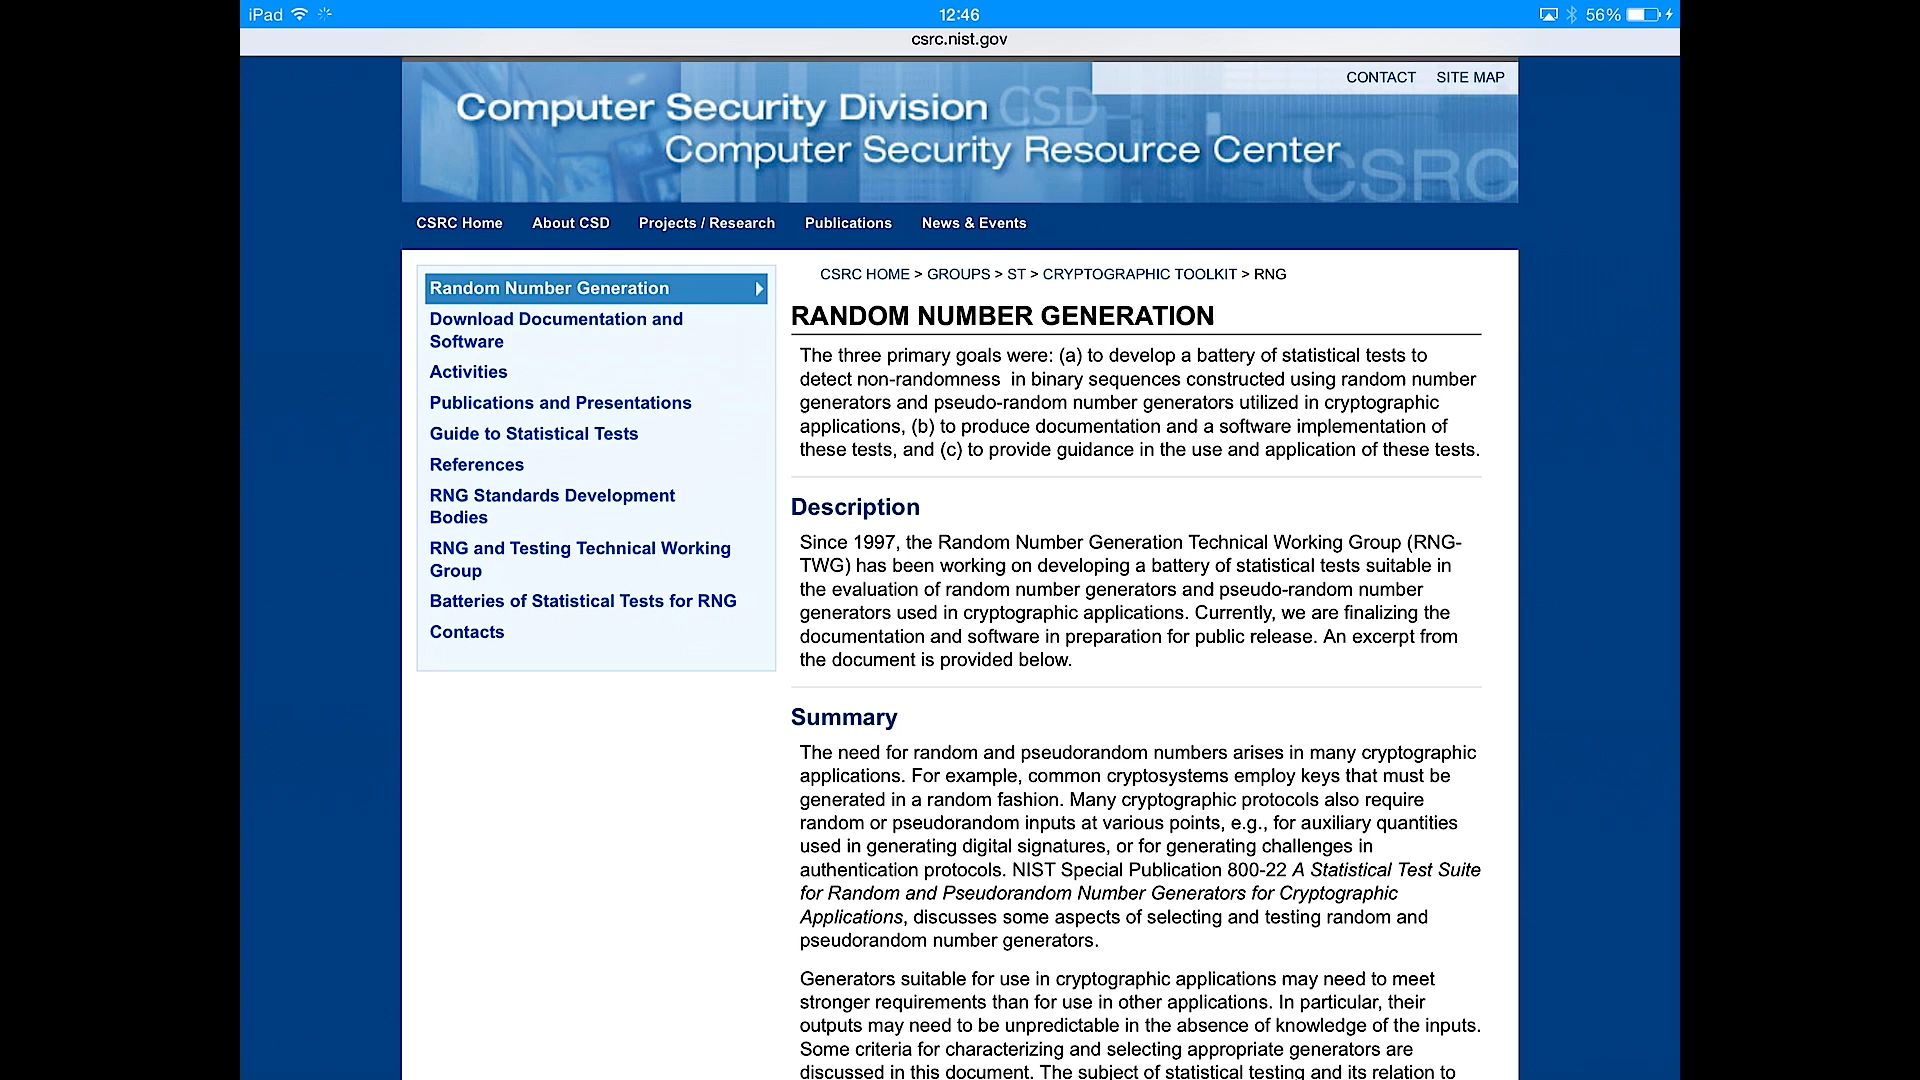 iPad 12:46 56%
csrc.nist.gov
CONTACT SITE MAP
Computer Security Division CSD
Computer Security Resource Center
CSRC
CSRC Home About CSD Projects / Research Publications News & Events
Random Number Generation
Download Documentation and
Software
Activities
Publications and Presentations
Guide to Statistical Tests
References
RNG Standards Development
Bodies
RNG and Testing Technical Working
Group
Batteries of Statistical Tests for RNG
Contacts
CSRC HOME > GROUPS > ST > CRYPTOGRAPHIC TOOLKIT > RNG
RANDOM NUMBER GENERATION
The three primary goals were: (a) to develop a battery of statistical tests to
detect non-randomness in binary sequences constructed using random number
generators and pseudo-random number generators utilized in cryptographic
applications, (b) to produce documentation and a software implementation of
these tests, and (c) to provide guidance in the use and application of these tests.
Description
Since 1997, the Random Number Generation Technical Working Group (RNG-
TWG) has been working on developing a battery of statistical tests suitable in
the evaluation of random number generators and pseudo-random number
generators used in cryptographic applications. Currently, we are finalizing the
documentation and software in preparation for public release. An excerpt from
the document is provided below.
Summary
The need for random and pseudorandom numbers arises in many cryptographic
applications. For example, common cryptosystems employ keys that must be
generated in a random fashion. Many cryptographic protocols also require
random or pseudorandom inputs at various points, e.g., for auxiliary quantities
used in generating digital signatures, or for generating challenges in
authentication protocols. NIST Special Publication 800-22 A Statistical Test Suite
for Random and Pseudorandom Number Generators for Cryptographic
Applications, discusses some aspects of selecting and testing random and
pseudorandom number generators.
Generators suitable for use in cryptographic applications may need to meet
stronger requirements than for use in other applications. In particular, their
outputs may need to be unpredictable in the absence of knowledge of the inputs.
Some criteria for characterizing and selecting appropriate generators are
discussed in this document. The subject of statistical testing and its relation to